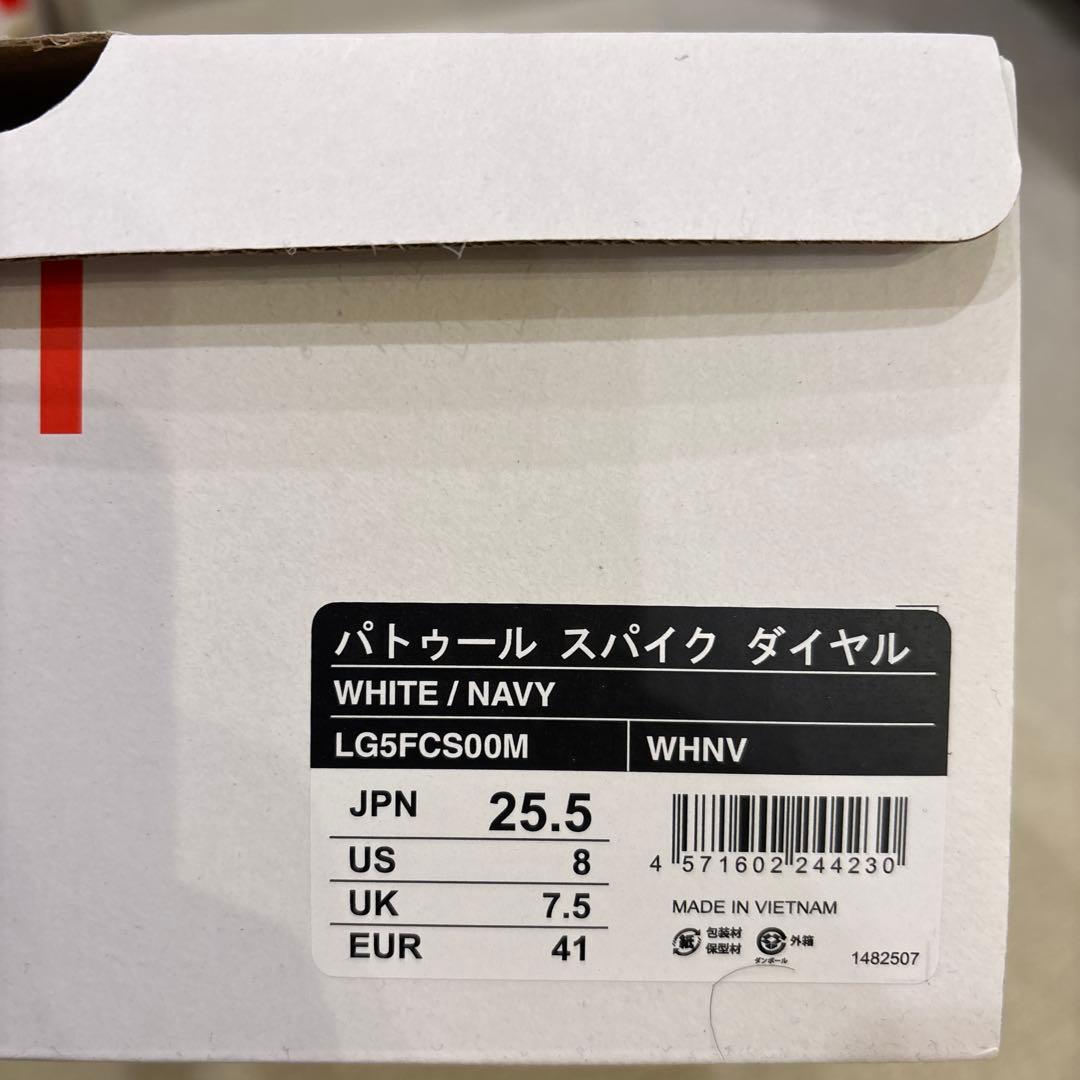 パトゥール スパイク ダイヤル
WHITE / NAVY
LG5FCS00M WHNV
JPN 25.5
US 8
UK 7.5
EUR 41
4 571602 244230
MADE IN VIETNAM
紙 包装材 保型材
ダンボール 外箱
1482507